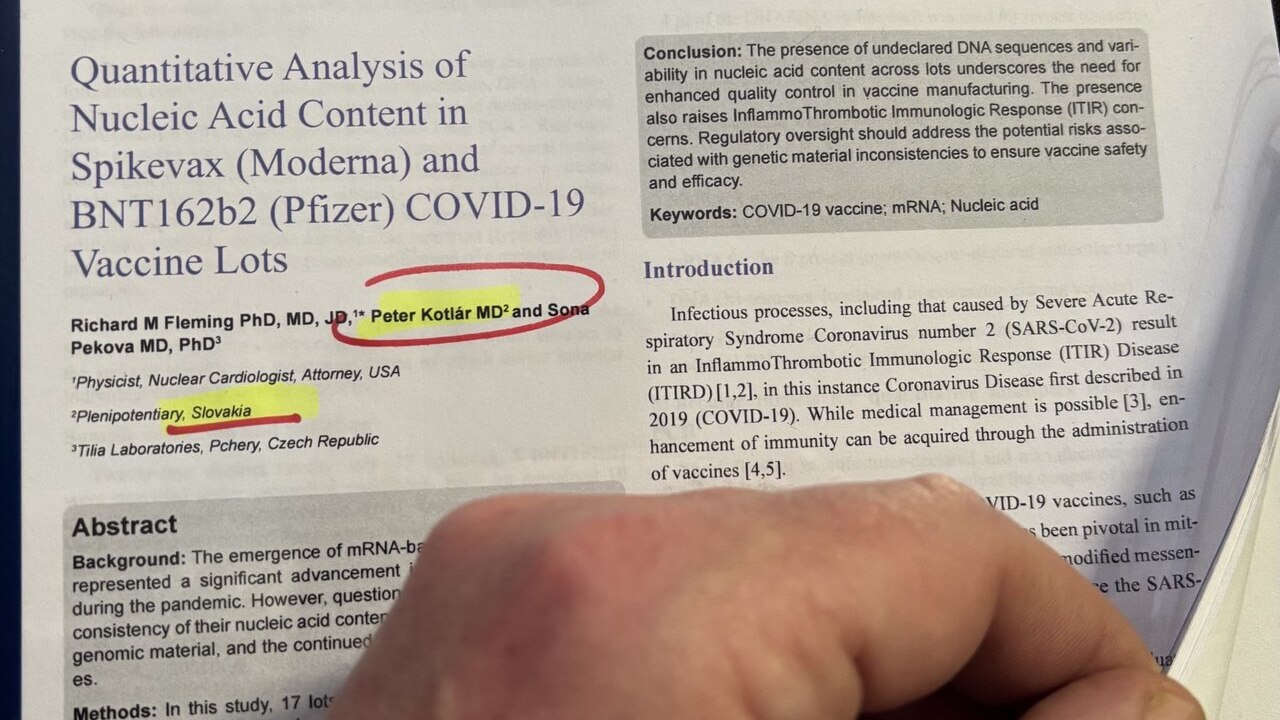 Quantitative Analysis of
Nucleic Acid Content in
Spikevax (Moderna) and
BNT162b2 (Pfizer) COVID-19
Vaccine Lots
Richard M Fleming PhD, MD, JD,¹* Peter Kotlár MD² and Sona
Pekova MD, PhD³
¹Physicist, Nuclear Cardiologist, Attorney, USA
²Plenipotentiary, Slovakia
³Tilia Laboratories, Pchery, Czech Republic
Abstract
Background: The emergence of mRNA-ba
represented a significant advancement
during the pandemic. However, question
consistency of their nucleic acid conten
genomic material, and the continued
es.
Methods: In this study, 17 lots
Conclusion: The presence of undeclared DNA sequences and vari-
ability in nucleic acid content across lots underscores the need for
enhanced quality control in vaccine manufacturing. The presence
also raises InflammoThrombotic Immunologic Response (ITIR) con-
cerns. Regulatory oversight should address the potential risks asso-
ciated with genetic material inconsistencies to ensure vaccine safety
and efficacy.
Keywords: COVID-19 vaccine; mRNA; Nucleic acid
Introduction
Infectious processes, including that caused by Severe Acute Re-
spiratory Syndrome Coronavirus number 2 (SARS-CoV-2) result
in an InflammoThrombotic Immunologic Response (ITIR) Disease
(ITIRD) [1,2], in this instance Coronavirus Disease first described in
2019 (COVID-19). While medical management is possible [3], en-
hancement of immunity can be acquired through the administration
of vaccines [4,5].
VID-19 vaccines, such as
s been pivotal in mit-
modified messen-
e the SARS-